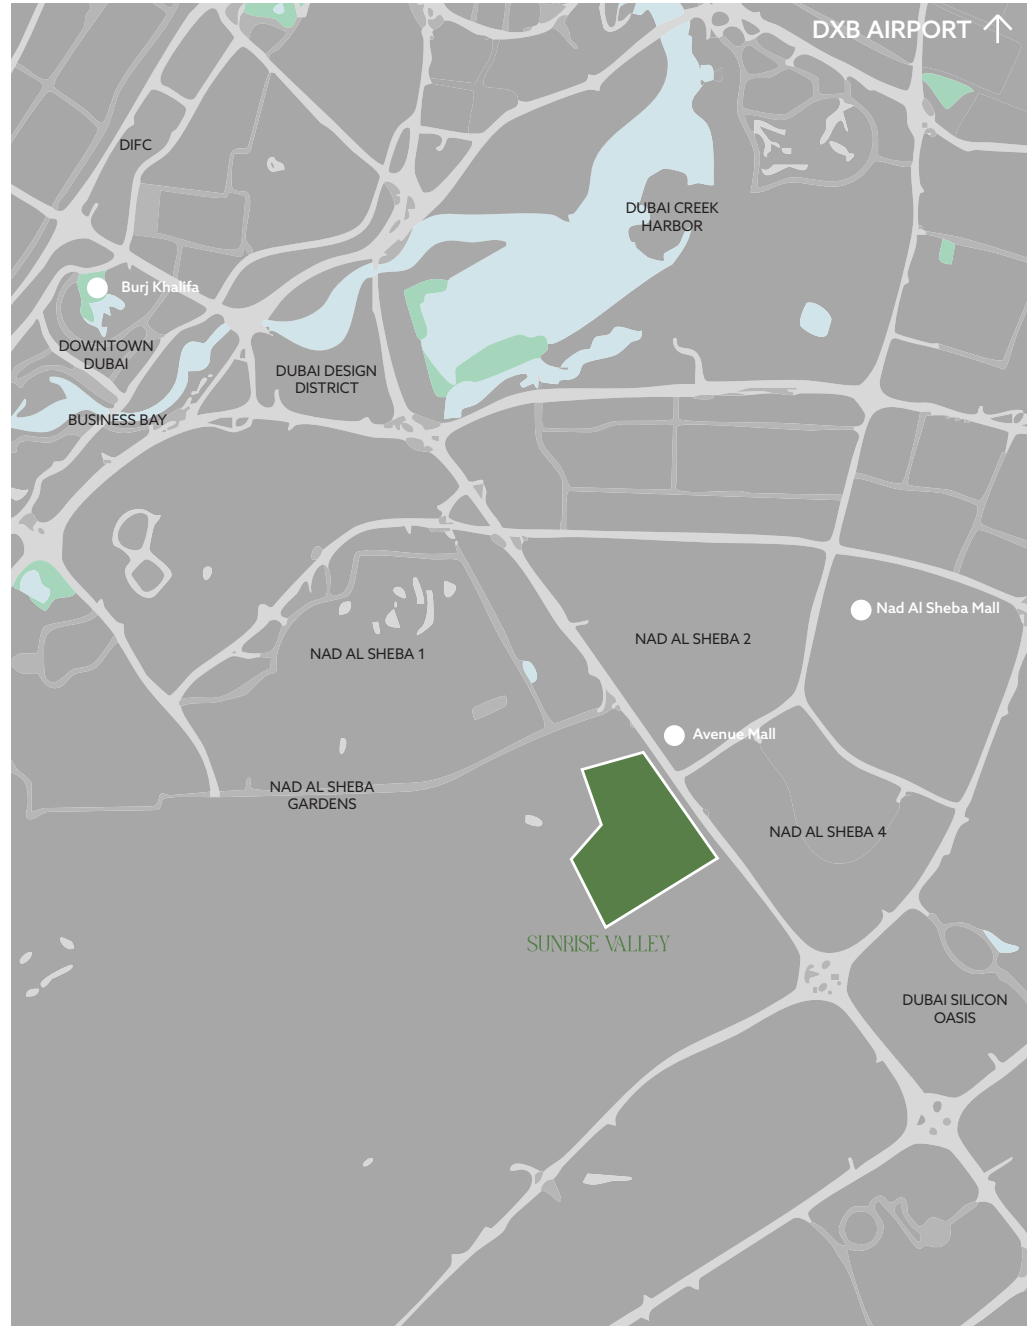 DXB AIRPORT
DIFC
DUBAI CREEK
HARBOR
Burj Khalifa
DOWNTOWN
DUBAI
DUBAI DESIGN
DISTRICT
BUSINESS BAY
Nad Al Sheba Mall
NAD AL SHEBA 2
NAD AL SHEBA 1
Avenue Mall
NAD AL SHEBA
GARDENS
NAD AL SHEBA 4
SUNRISE VALLEY
DUBAI SILICON
OASIS